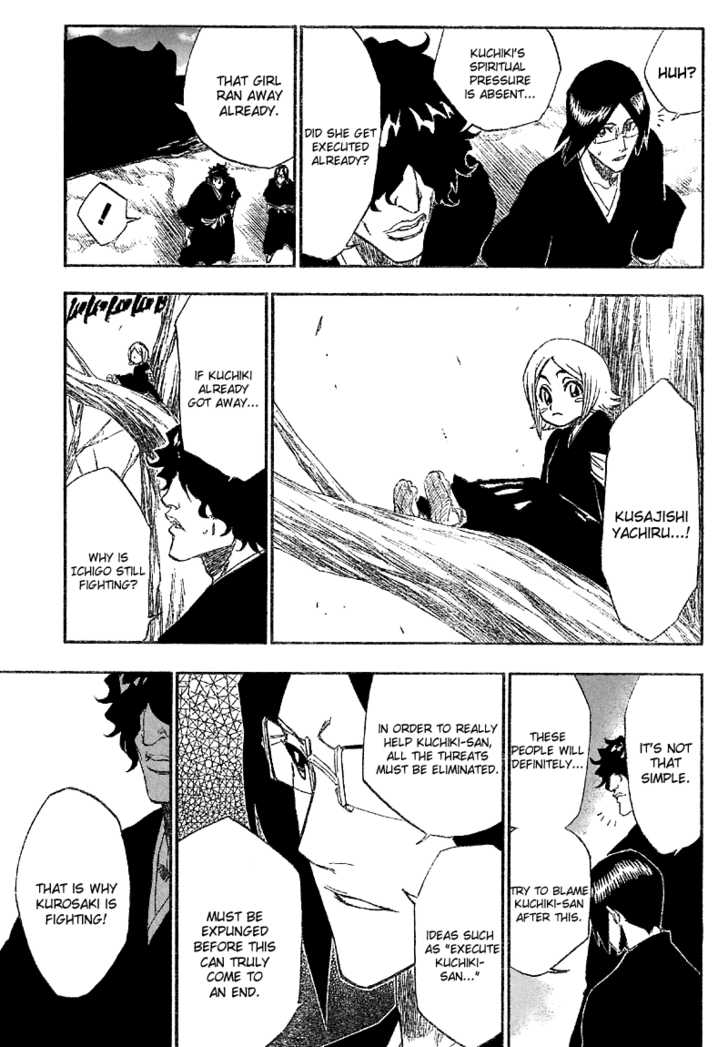 HUH?
KUCHIKI'S
SPIRITUAL
PRESSURE
IS ABSENT...
DID SHE GET
EXECUTED
ALREADY?
THAT GIRL
RAN AWAY
ALREADY.
!
KUSAJISHI
YACHIRU...!
IF KUCHIKI
ALREADY
GOT AWAY...
WHY IS
ICHIGO STILL
FIGHTING?
IT'S NOT
THAT
SIMPLE.
THESE
PEOPLE WILL
DEFINITELY...
TRY TO BLAME
KUCHIKI-SAN
AFTER THIS.
IN ORDER TO REALLY
HELP KUCHIKI-SAN,
ALL THE THREATS
MUST BE ELIMINATED.
IDEAS SUCH
AS "EXECUTE
KUCHIKI-
SAN..."
MUST BE
EXPUNGED
BEFORE THIS
CAN TRULY
COME TO
AN END.
THAT IS WHY
KUROSAKI IS
FIGHTING!